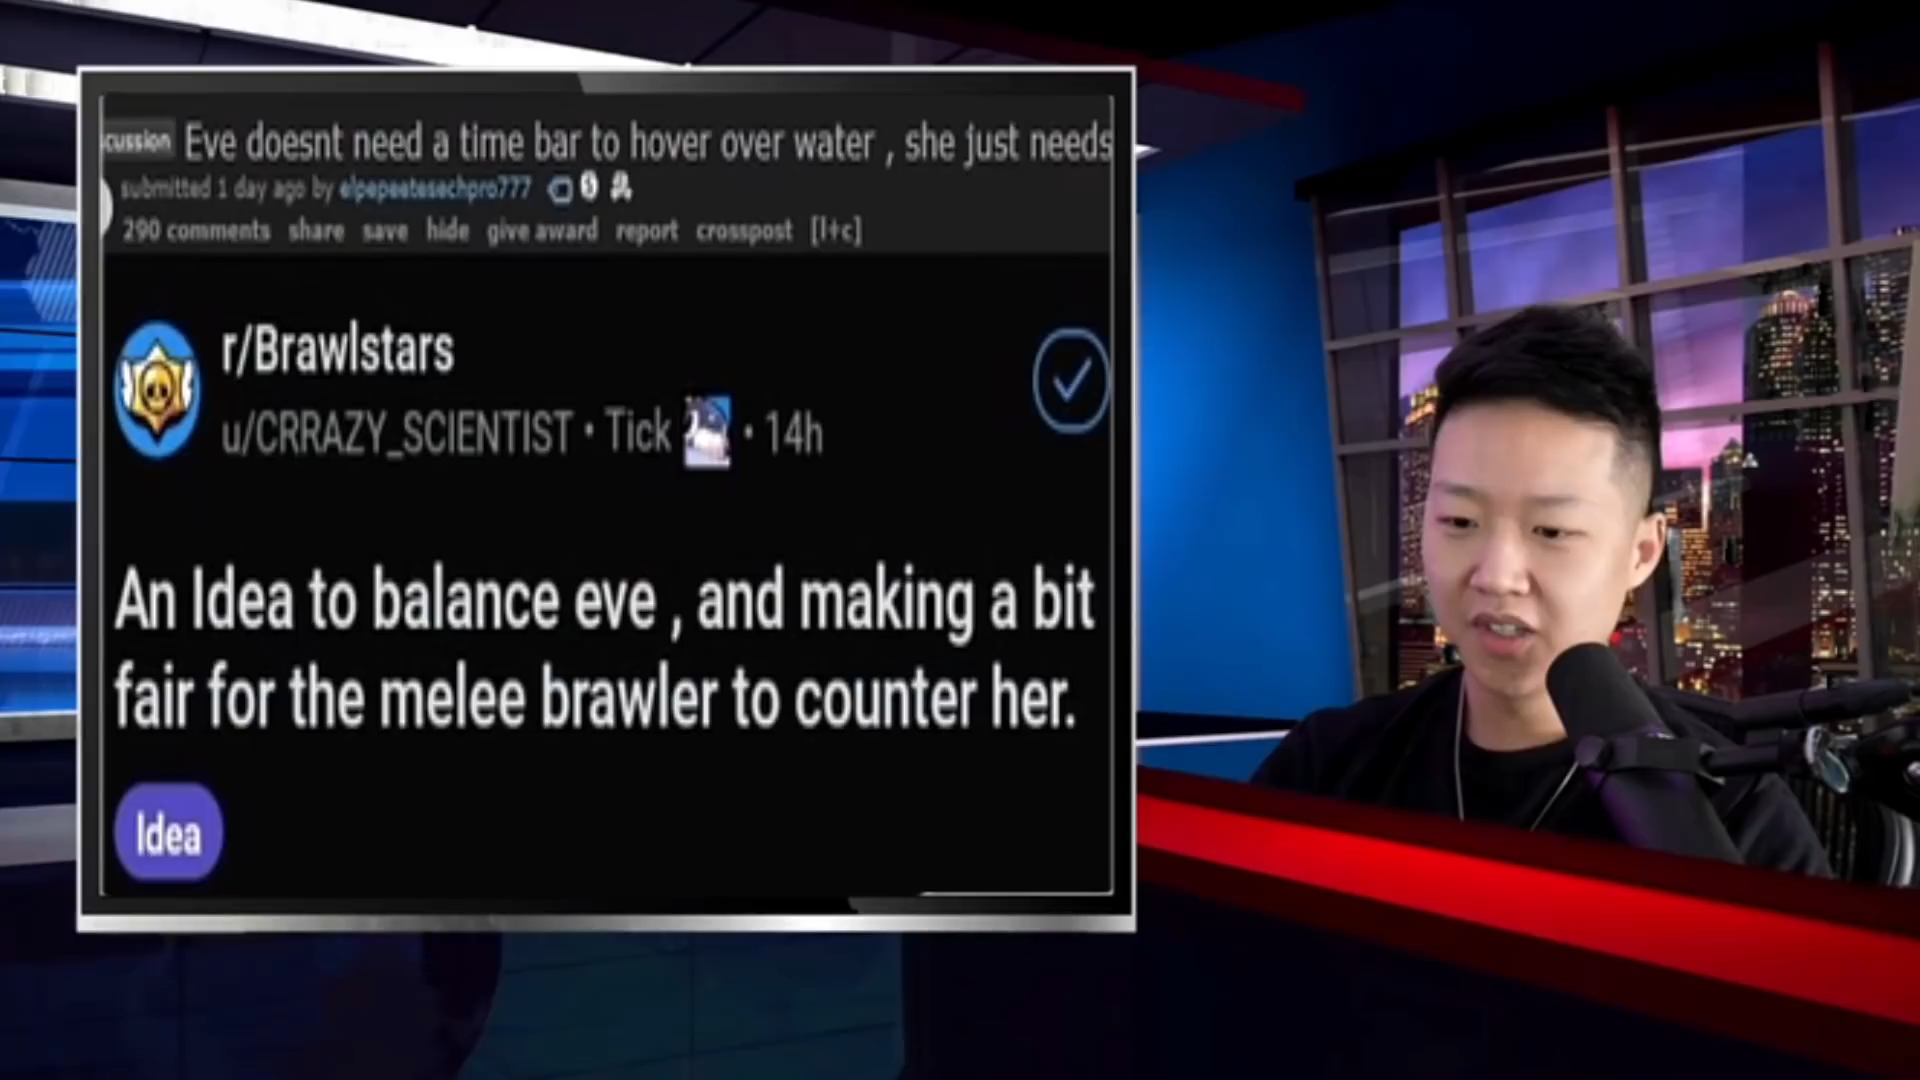 cussion Eve doesnt need a time bar to hover over water , she just needs
submitted 1 day ago by
290 comments share save hide give award report crosspost [l+c]
r/Brawlstars
u/CRRAZY_SCIENTIST • Tick • 14h
An Idea to balance eve , and making a bit
fair for the melee brawler to counter her.
Idea